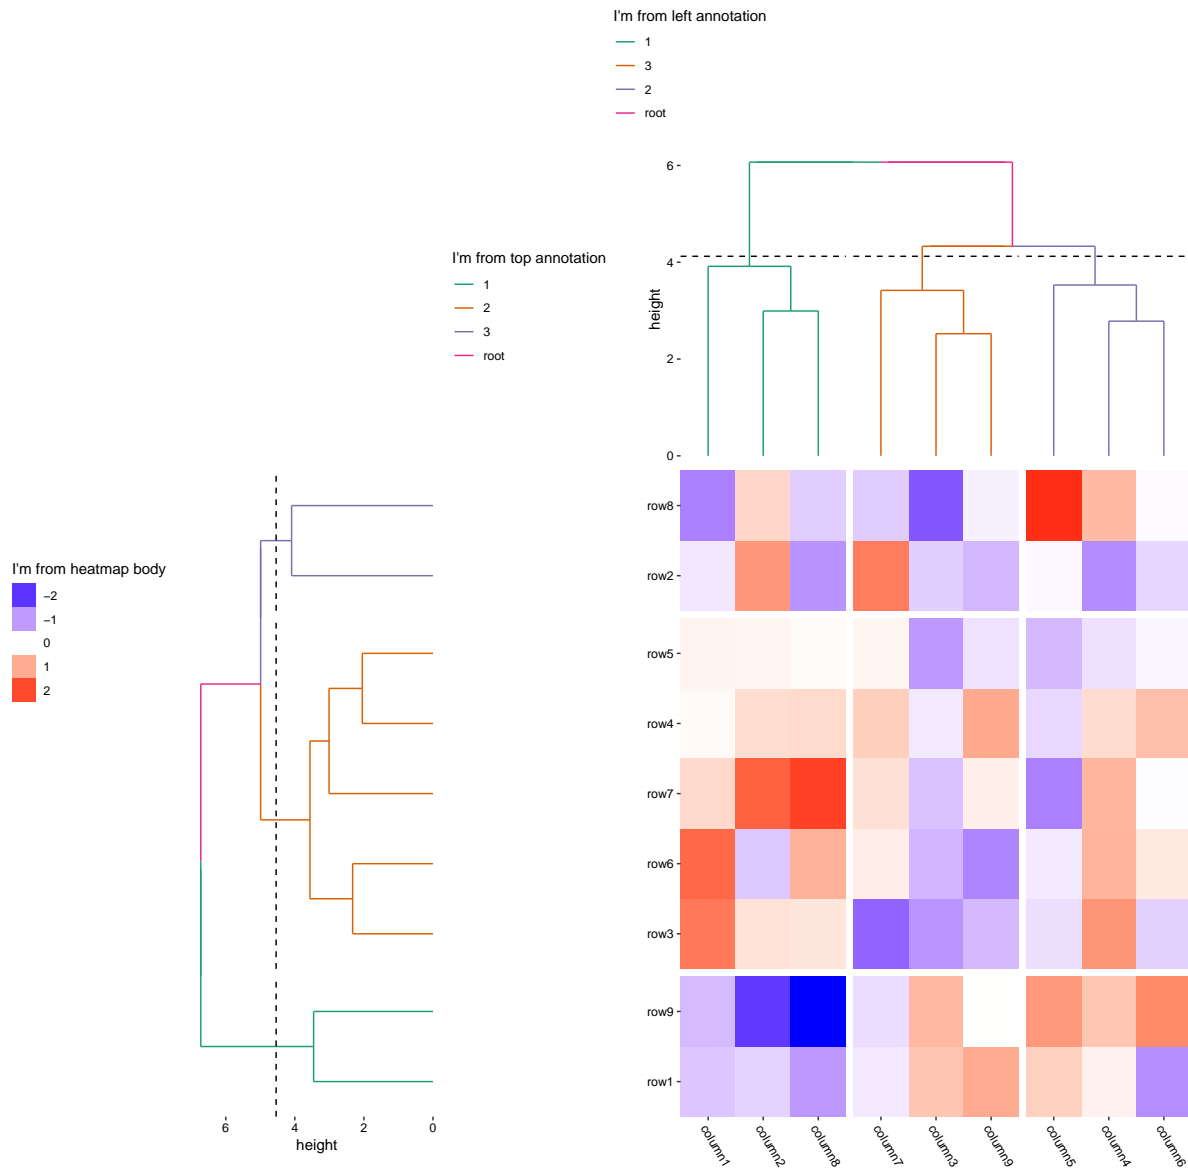 I'm from left annotation
1
3
2
root
6
4
2
0
height
I'm from top annotation
1
2
3
root
I'm from heatmap body
−2
−1
0
1
2
row8
row2
row5
row4
row7
row6
row3
row9
row1
6 4 2 0
height
column1 column2 column8 column7 column3 column9 column5 column4 column6